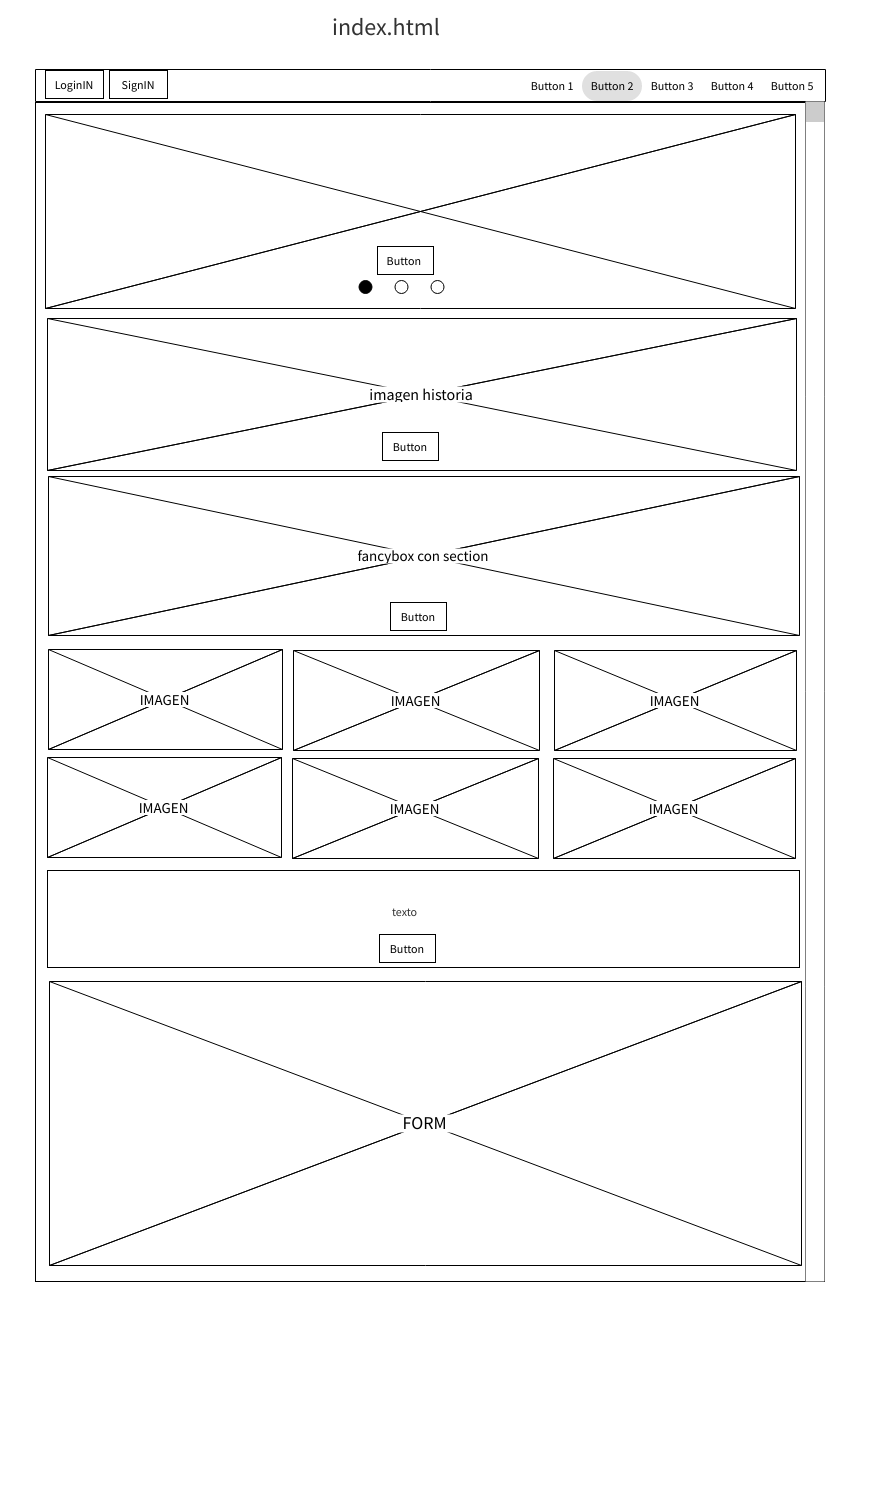 index.html
LoginIN SignIN Button 1 Button 2 Button 3 Button 4 Button 5
Button
imagen historia
Button
fancybox con section
Button
IMAGEN IMAGEN IMAGEN
IMAGEN IMAGEN IMAGEN
texto
Button
FORM